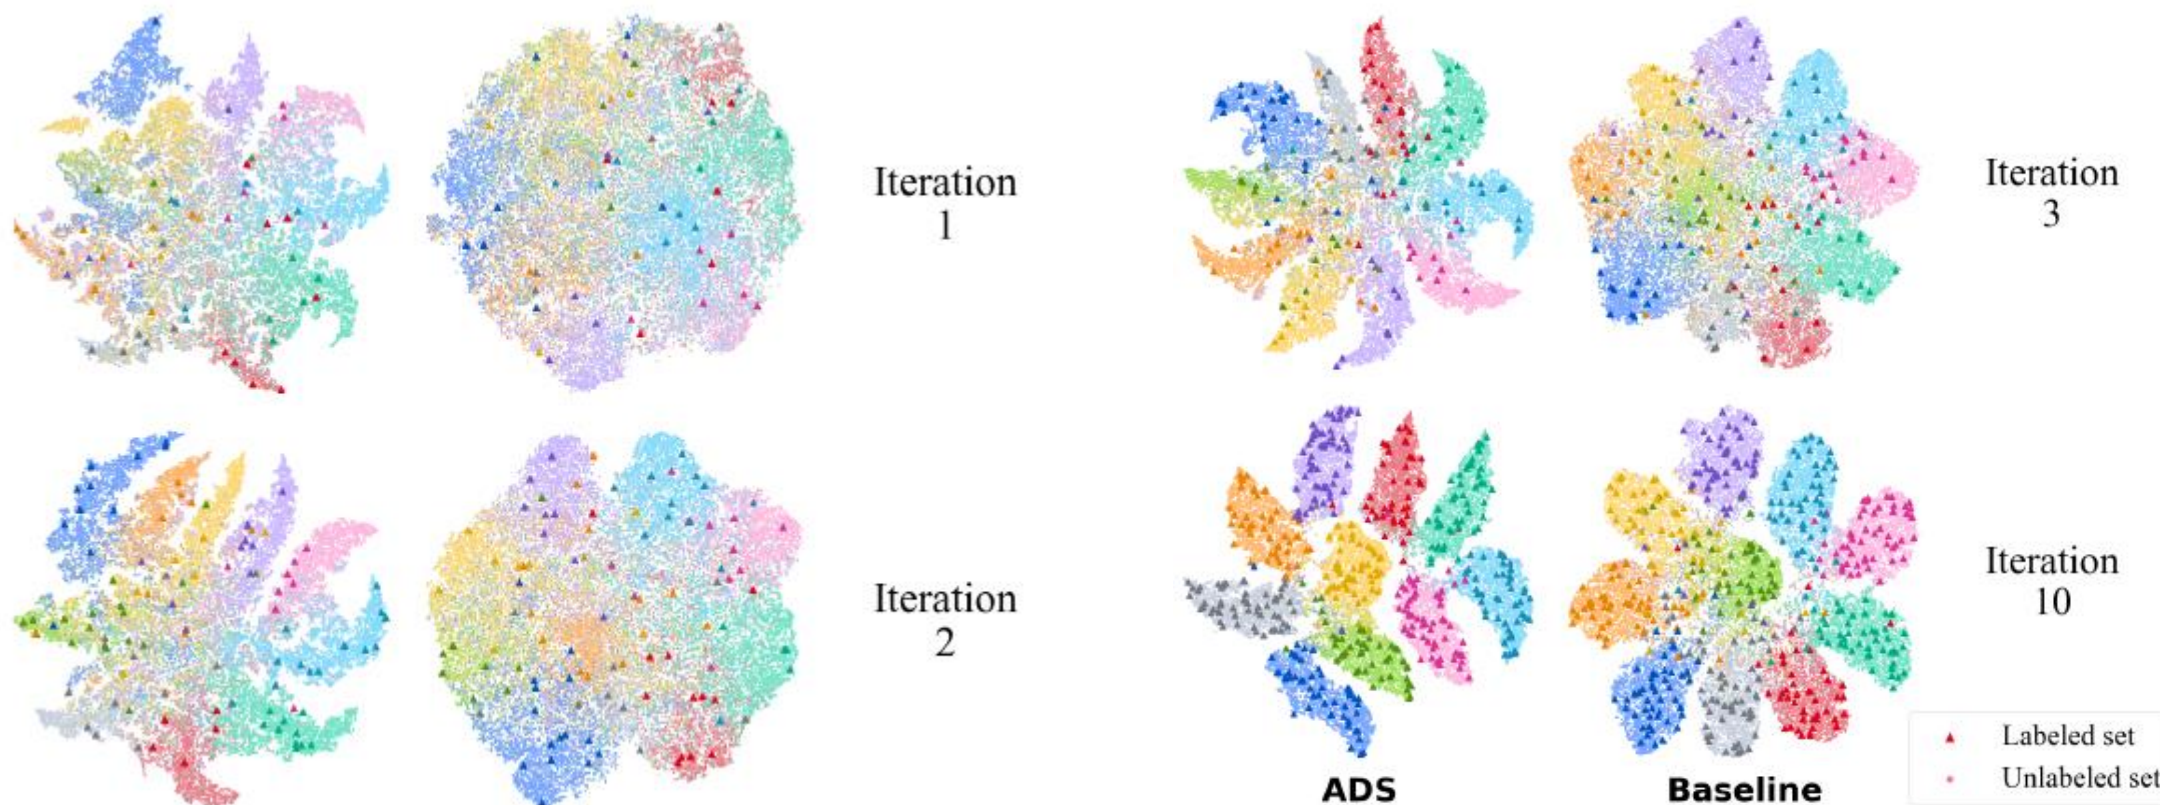 Iteration
1
Iteration
3
Iteration
2
Iteration
10
ADS
Baseline
Labeled set
Unlabeled set